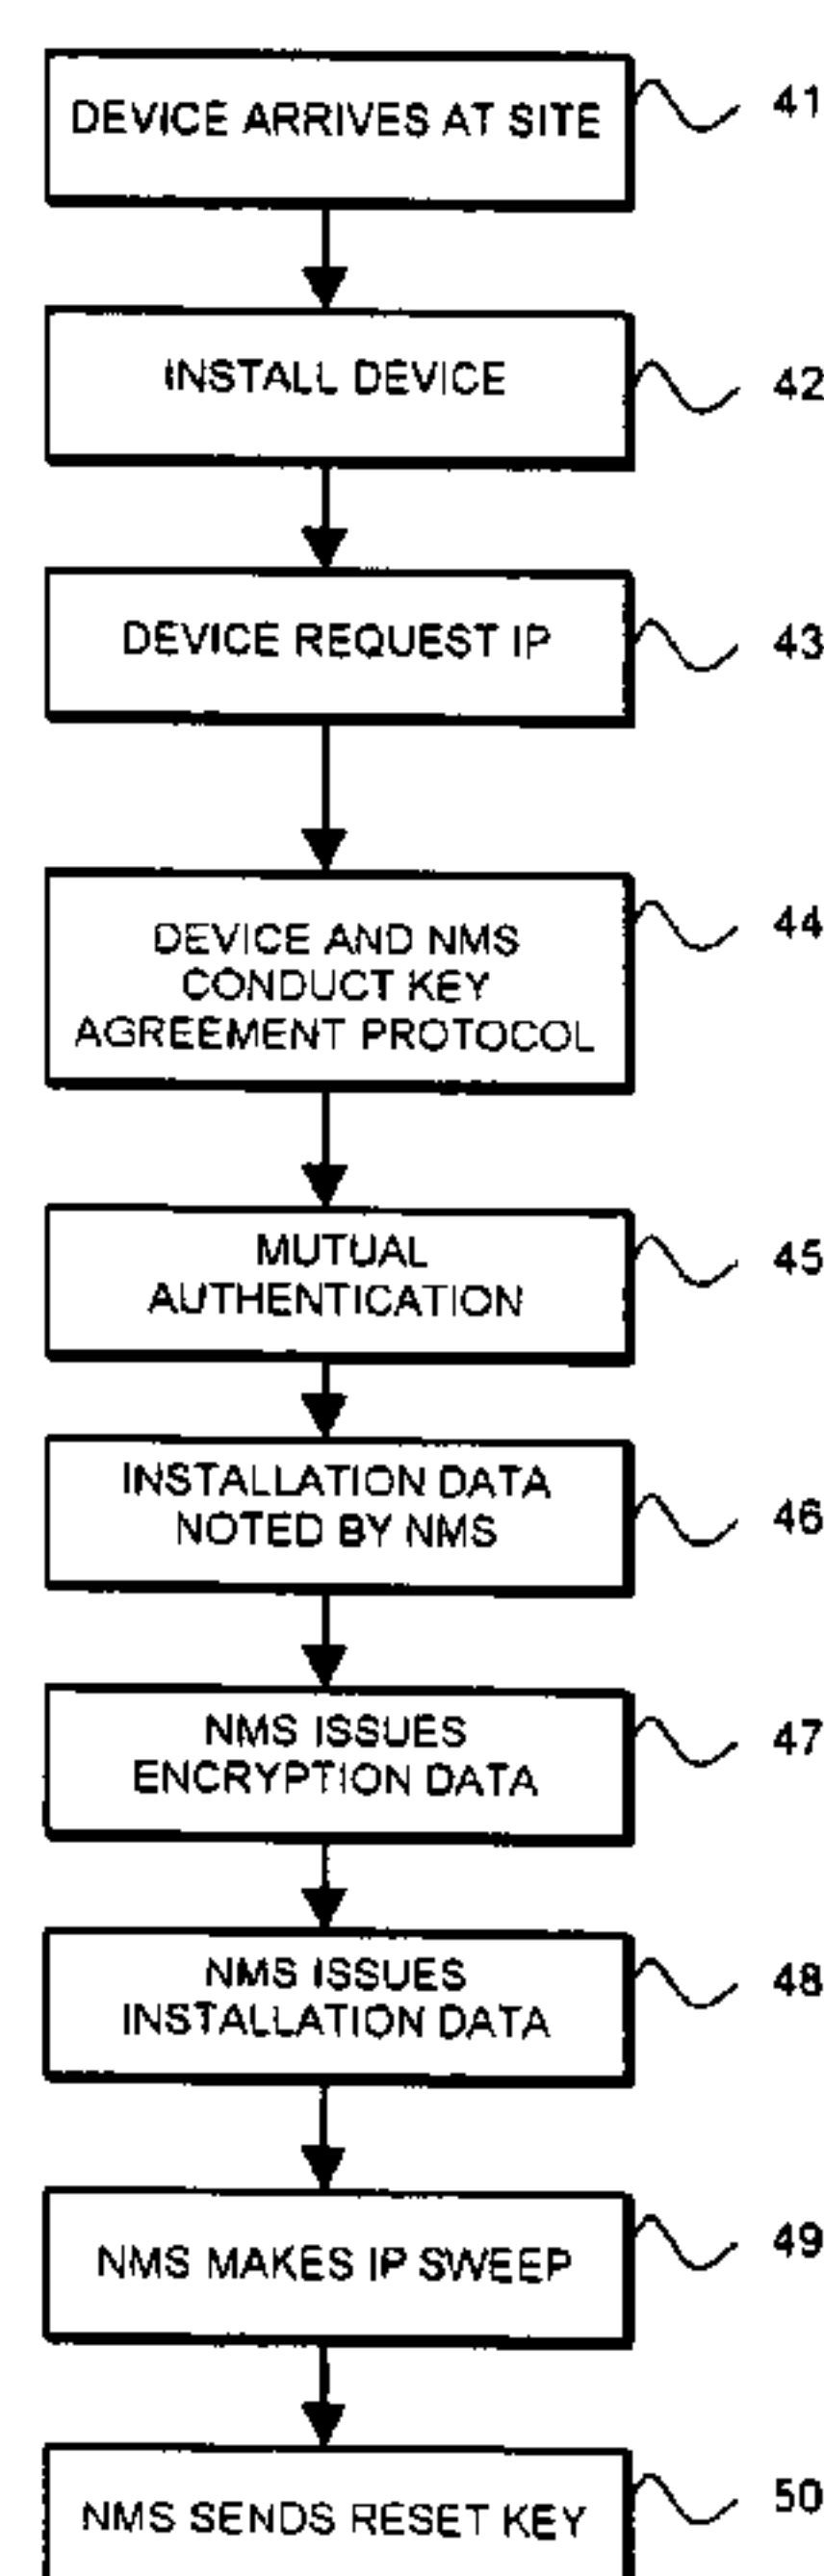 DEVICE ARRIVES AT SITE
41
INSTALL DEVICE
42
DEVICE REQUEST IP
43
DEVICE AND NMS
CONDUCT KEY
AGREEMENT PROTOCOL
44
MUTUAL
AUTHENTICATION
45
INSTALLATION DATA
NOTED BY NMS
46
NMS ISSUES
ENCRYPTION DATA
47
NMS ISSUES
INSTALLATION DATA
48
NMS MAKES IP SWEEP
49
NMS SENDS RESET KEY
50